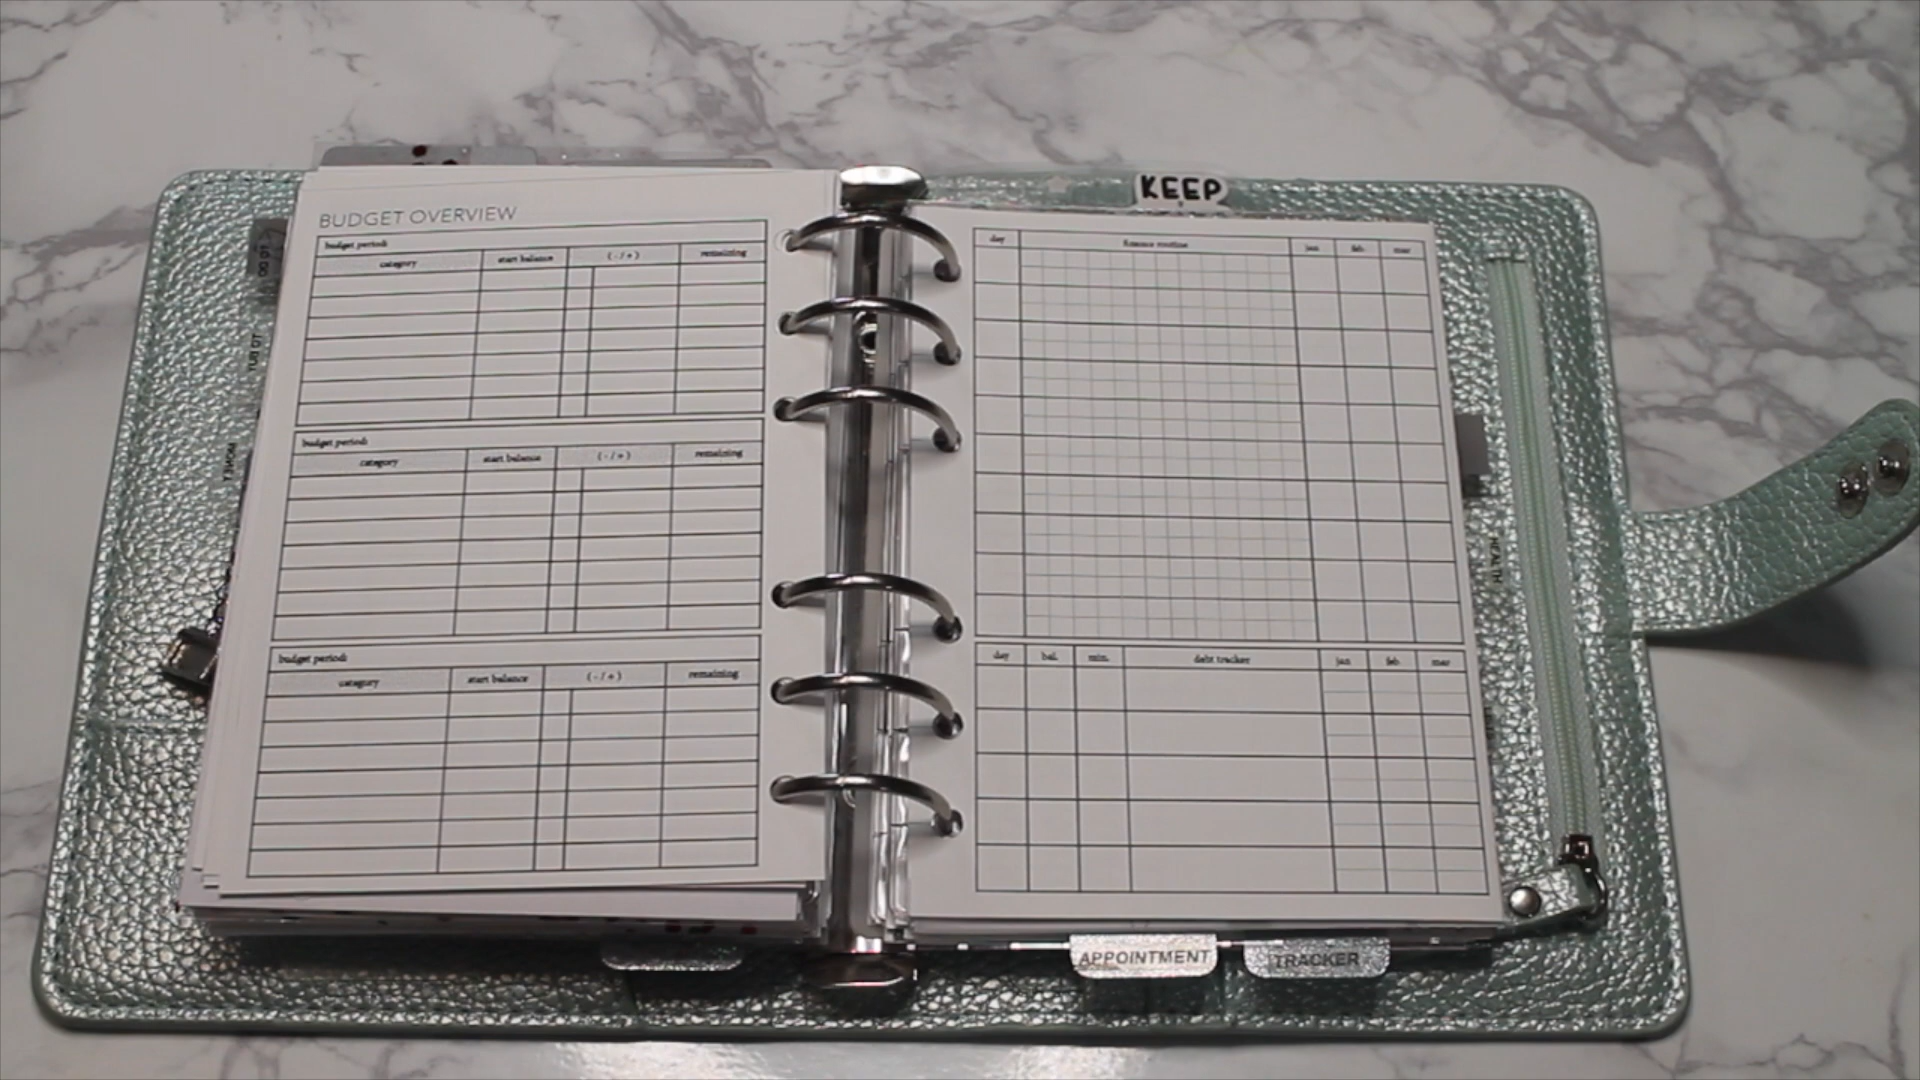 KEEP
BUDGET OVERVIEW
budget period:
category start balance (-/+) remaining
budget period:
category start balance (-/+) remaining
budget period:
category start balance (-/+) remaining
day finance routine jan feb mar
day bal. min. debt tracker jan feb mar
HEALTH
APPOINTMENT
TRACKER